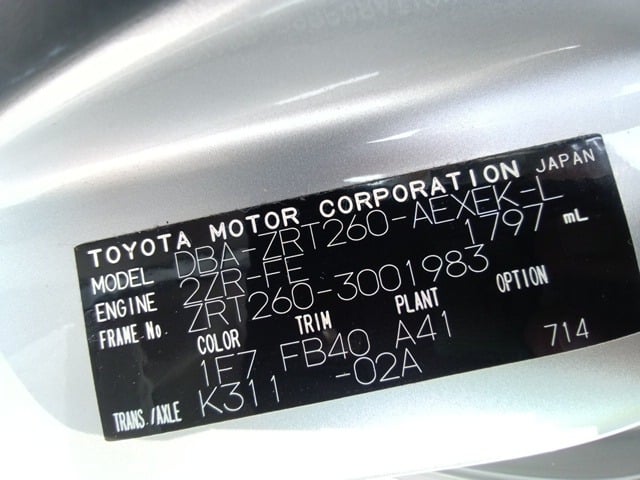 TOYOTA MOTOR CORPORATION JAPAN
MODEL DBA-ZRT260-AEXEK-L
ENGINE 2ZR-FE 1797 mL
FRAME No. ZRT260-3001983
COLOR TRIM PLANT OPTION
1F7 FB40 A41 714
TRANS./AXLE K311 -02A